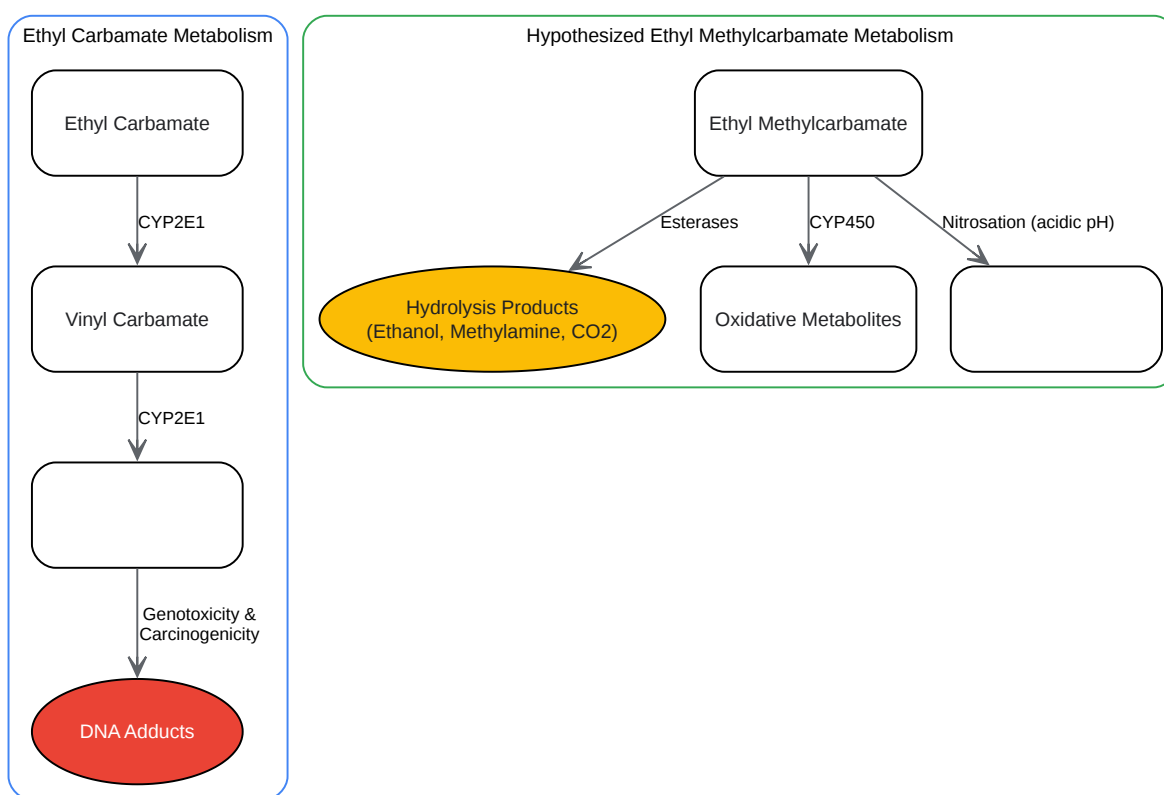 Ethyl Carbamate Metabolism
Ethyl Carbamate
CYP2E1
Vinyl Carbamate
CYP2E1
Genotoxicity &
Carcinogenicity
DNA Adducts
Hypothesized Ethyl Methylcarbamate Metabolism
Ethyl Methylcarbamate
Esterases
CYP450
Nitrosation (acidic pH)
Hydrolysis Products
(Ethanol, Methylamine, CO2)
Oxidative Metabolites